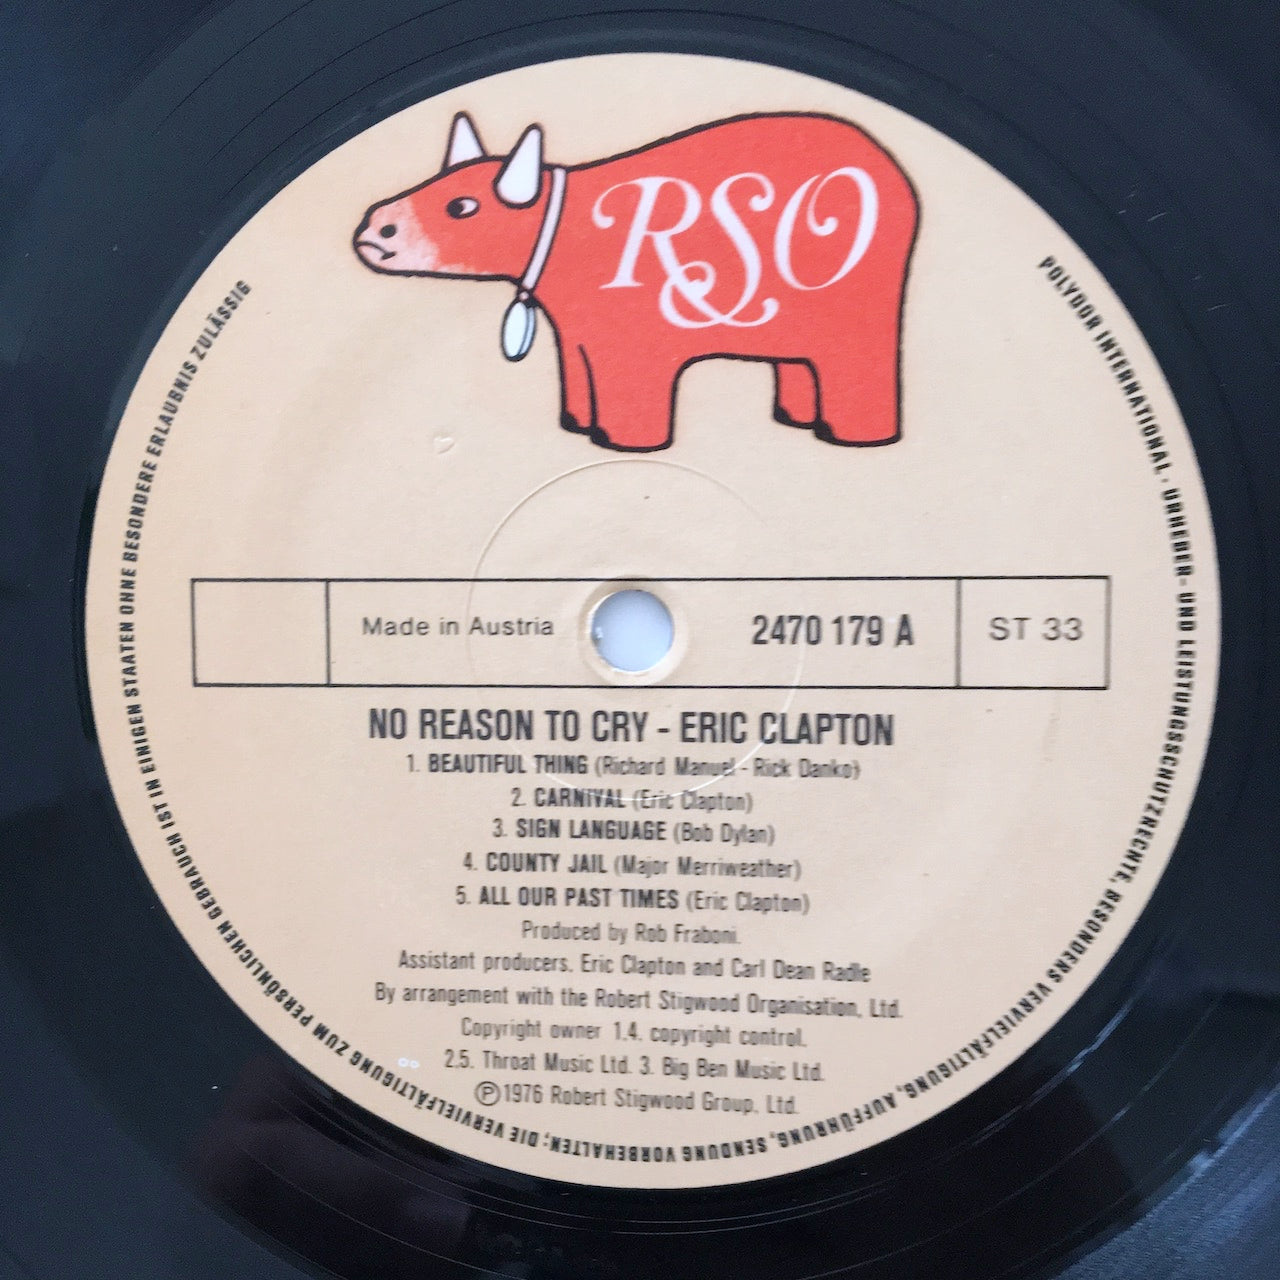 RSO
Made in Austria
2470 179 A
ST 33
NO REASON TO CRY - ERIC CLAPTON
1. BEAUTIFUL THING (Richard Manuel - Rick Danko)
2. CARNIVAL (Eric Clapton)
3. SIGN LANGUAGE (Bob Dylan)
4. COUNTY JAIL (Major Merriweather)
5. ALL OUR PAST TIMES (Eric Clapton)
Produced by Rob Fraboni.
Assistant producers. Eric Clapton and Carl Dean Radle
By arrangement with the Robert Stigwood Organisation, Ltd.
Copyright owner 1.4. copyright control.
2.5. Throat Music Ltd. 3. Big Ben Music Ltd.
Ⓟ1976 Robert Stigwood Group. Ltd.
POLYDOR INTERNATIONAL · URHEBER- UND LEISTUNGSSCHUTZRECHTE, BESONDERS VERVIELFÄLTIGUNG, AUFFÜHRUNG, SENDUNG VORBEHALTEN; DIE VERVIELFÄLTIGUNG ZUM PERSÖNLICHEN GEBRAUCH IST IN EINIGEN STAATEN OHNE BESONDERE ERLAUBNIS ZULÄSSIG